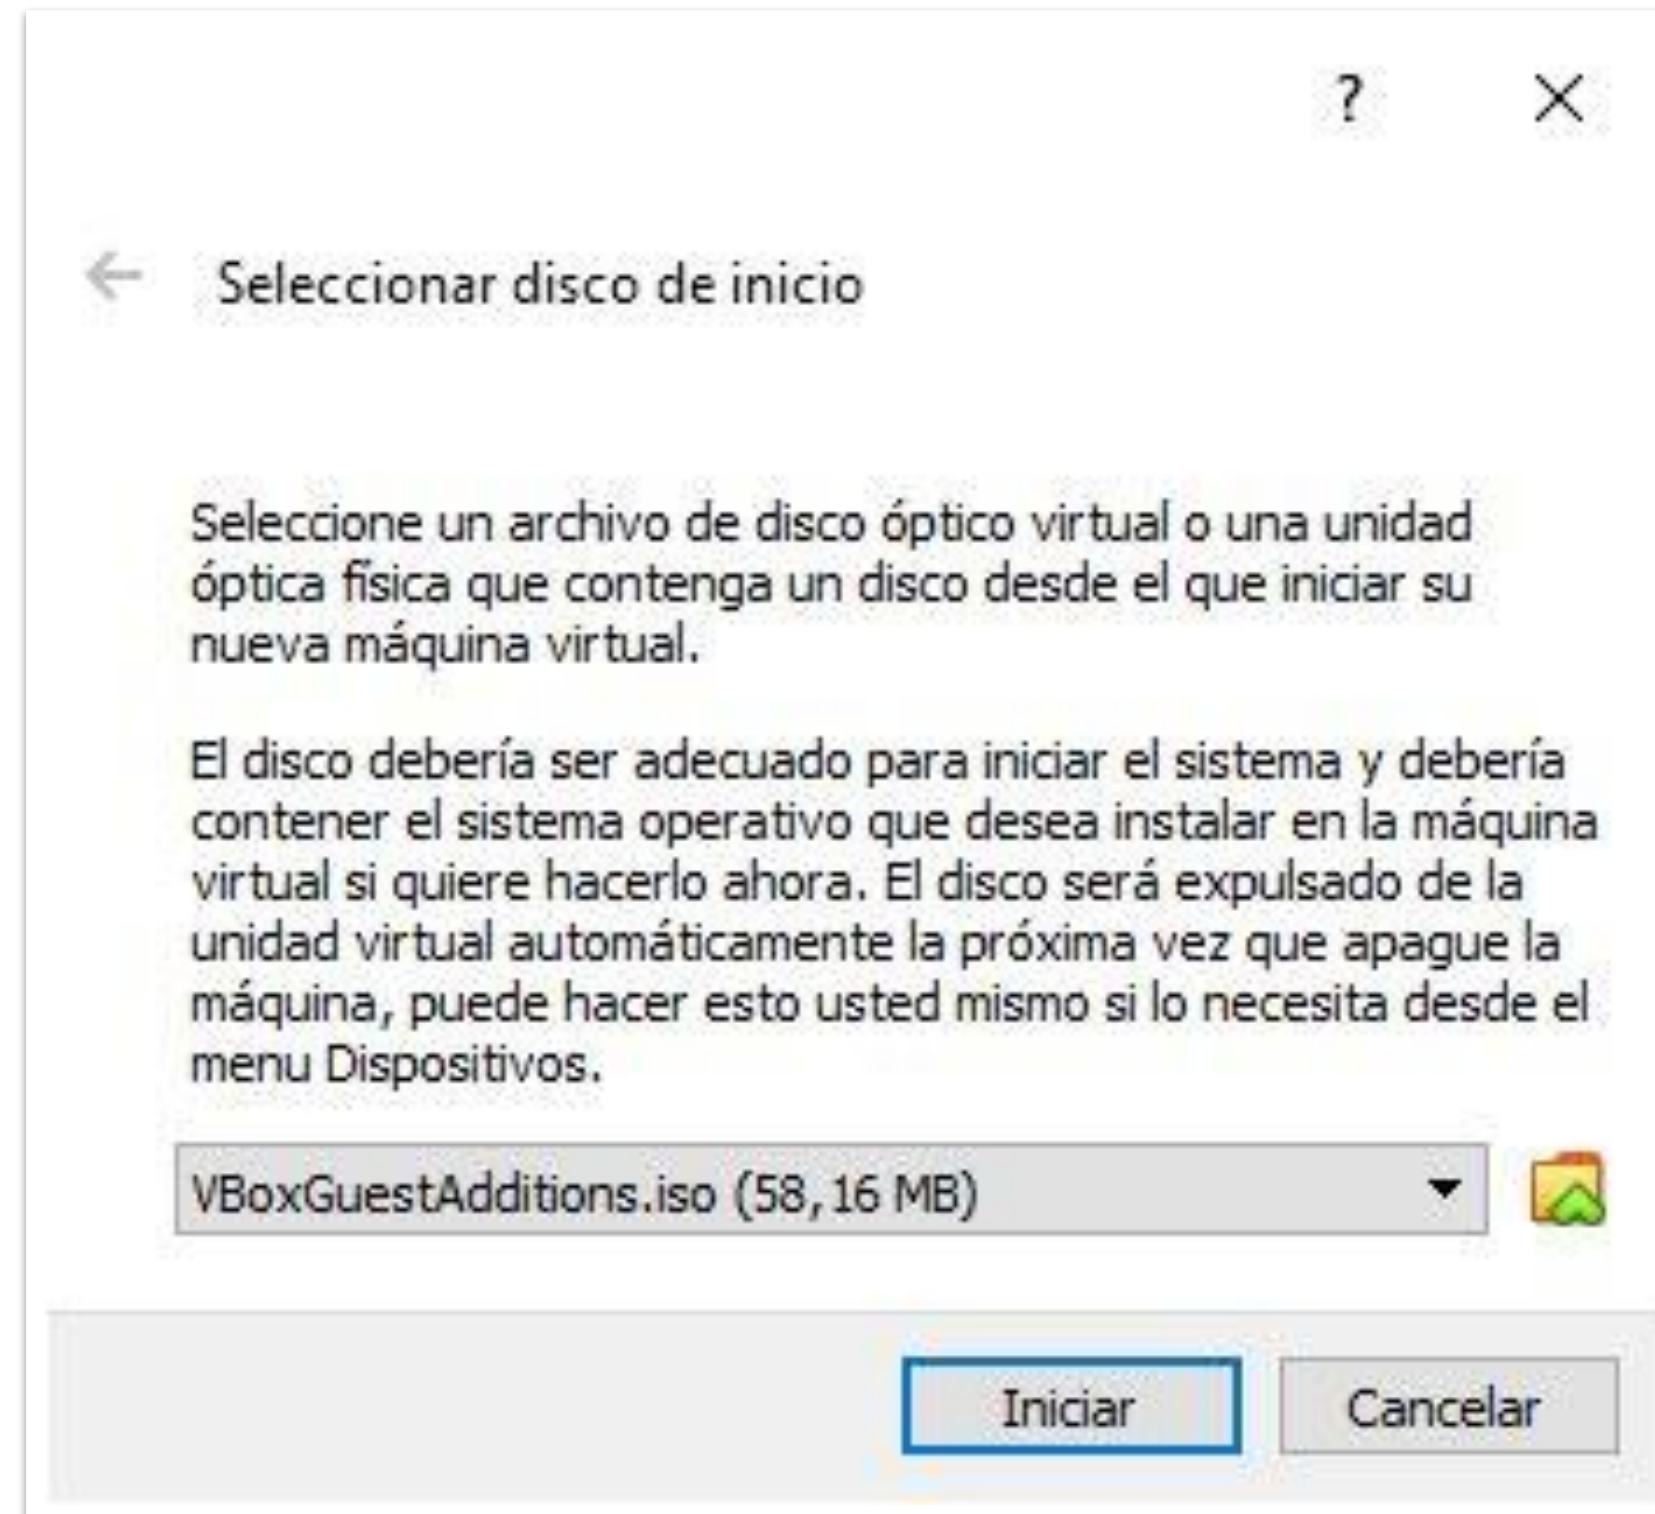 ?
Seleccionar disco de inicio
Seleccione un archivo de disco óptico virtual o una unidad
óptica física que contenga un disco desde el que iniciar su
nueva máquina virtual.
El disco debería ser adecuado para iniciar el sistema y debería
contener el sistema operativo que desea instalar en la máquina
virtual si quiere hacerlo ahora. El disco será expulsado de la
unidad virtual automáticamente la próxima vez que apague la
máquina, puede hacer esto usted mismo si lo necesita desde el
menu Dispositivos.
VBoxGuestAdditions.iso (58,16 MB)
Iniciar Cancelar